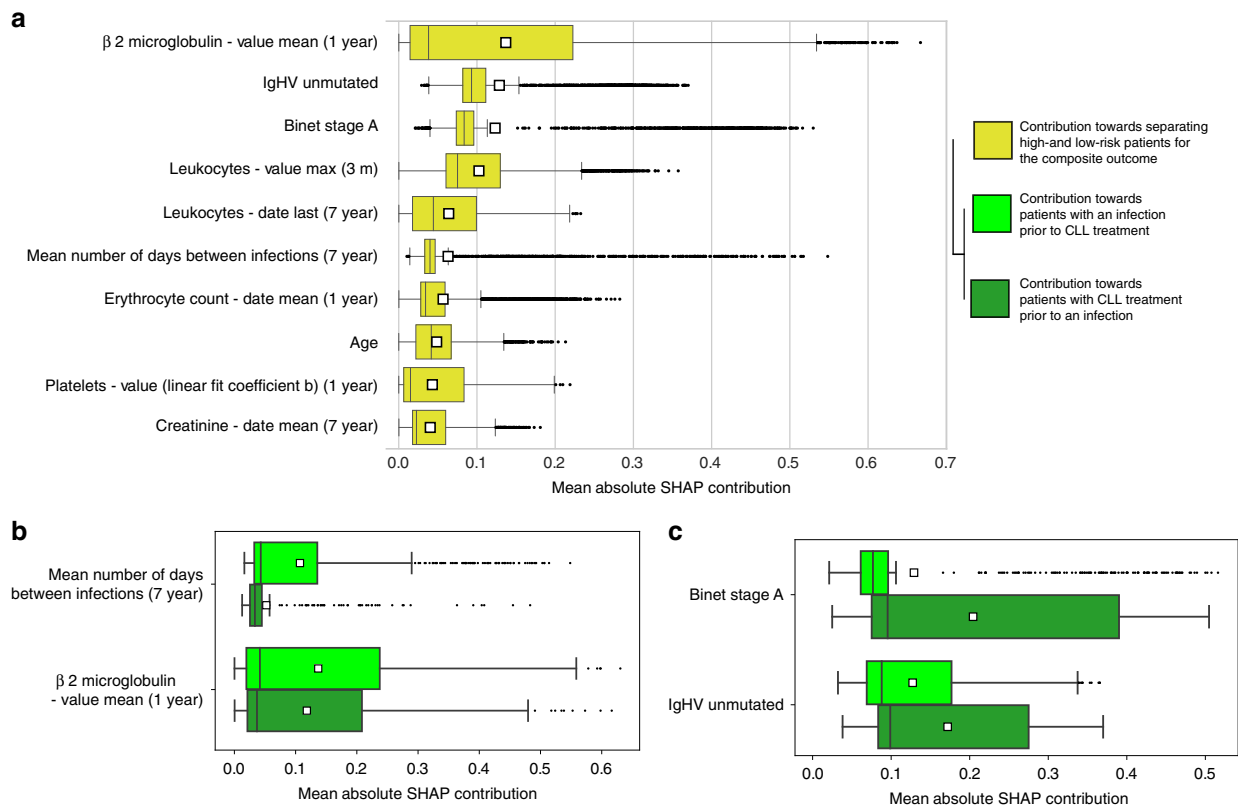 a
β 2 microglobulin - value mean (1 year)
IgHV unmutated
Binet stage A
Leukocytes - value max (3 m)
Leukocytes - date last (7 year)
Mean number of days between infections (7 year)
Erythrocyte count - date mean (1 year)
Age
Platelets - value (linear fit coefficient b) (1 year)
Creatinine - date mean (7 year)
0.0 0.1 0.2 0.3 0.4 0.5 0.6 0.7
Mean absolute SHAP contribution
Contribution towards separating
high-and low-risk patients for
the composite outcome
Contribution towards
patients with an infection
prior to CLL treatment
Contribution towards
patients with CLL treatment
prior to an infection
b
Mean number of days
between infections (7 year)
β 2 microglobulin
- value mean (1 year)
0.0 0.1 0.2 0.3 0.4 0.5 0.6
Mean absolute SHAP contribution
c
Binet stage A
IgHV unmutated
0.0 0.1 0.2 0.3 0.4 0.5
Mean absolute SHAP contribution